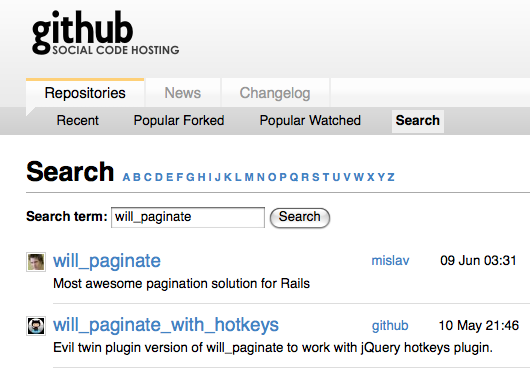 github
SOCIAL CODE HOSTING
Repositories News Changelog
Recent Popular Forked Popular Watched Search
Search A B C D E F G H I J K L M N O P Q R S T U V W X Y Z
Search term: will_paginate Search
will_paginate mislav 09 Jun 03:31
Most awesome pagination solution for Rails
will_paginate_with_hotkeys github 10 May 21:46
Evil twin plugin version of will_paginate to work with jQuery hotkeys plugin.